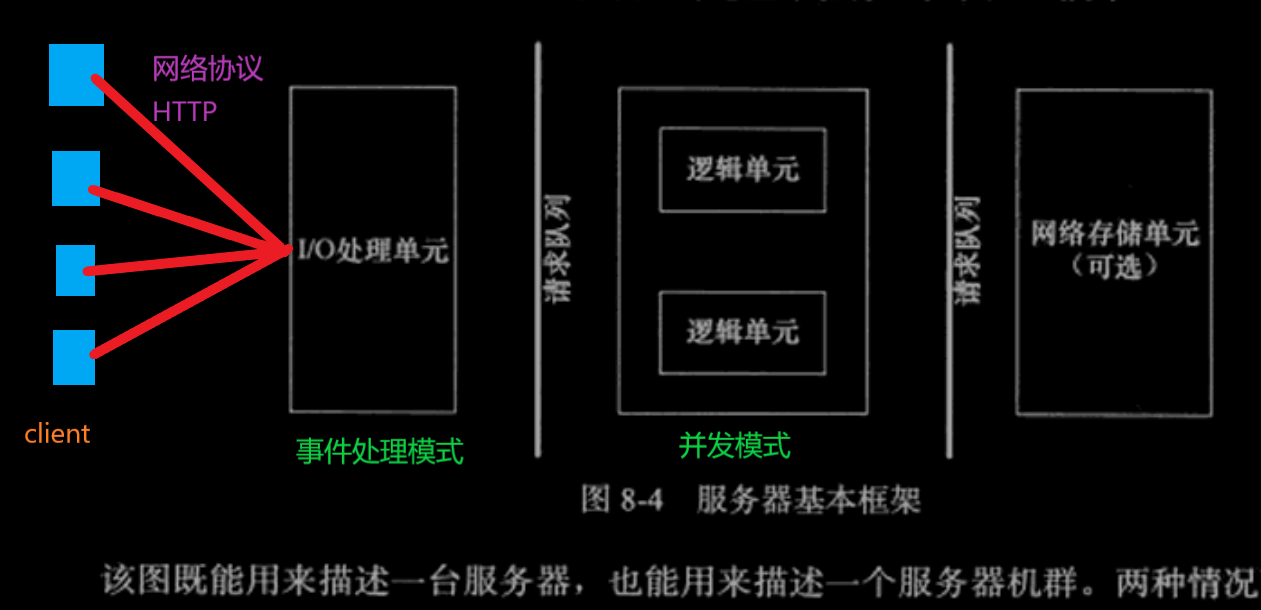 网络协议
HTTP
I/O处理单元
请求队列
逻辑单元
逻辑单元
请求队列
网络存储单元
（可选）
client
事件处理模式
并发模式
图 8-4 服务器基本框架
该图既能用来描述一台服务器，也能用来描述一个服务器机群。两种情况